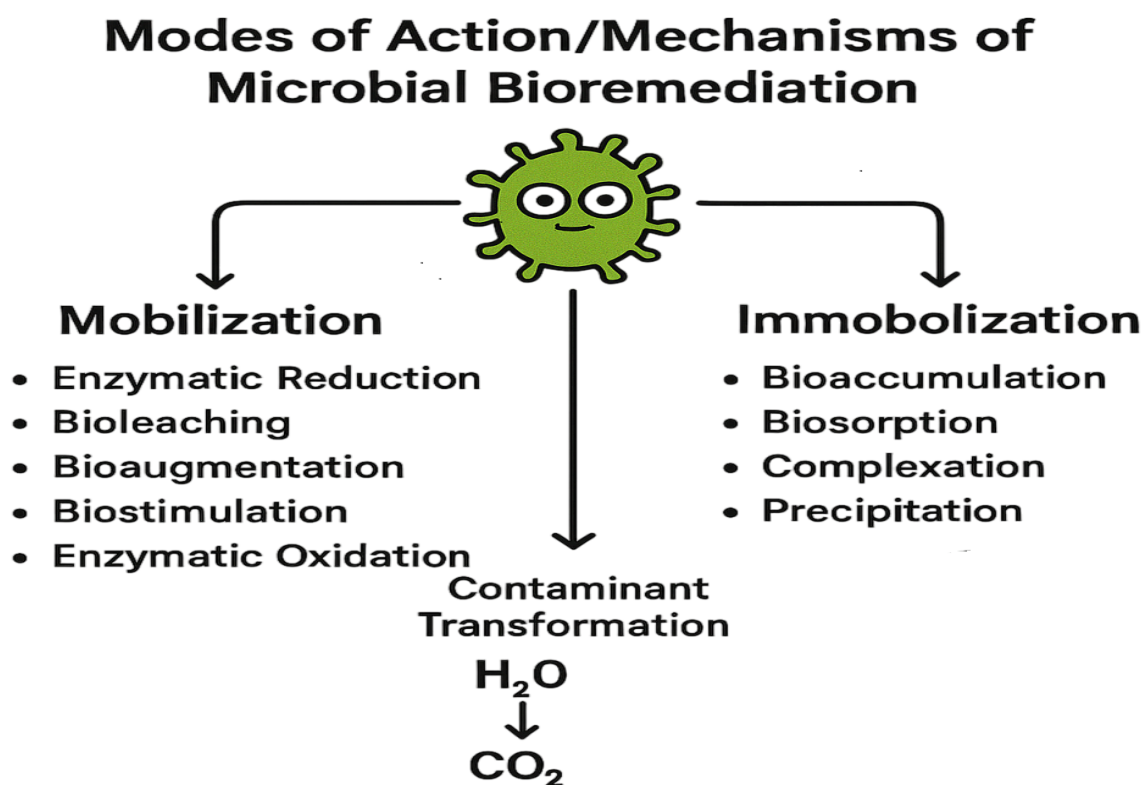 Modes of Action/Mechanisms of
Microbial Bioremediation
Mobilization
• Enzymatic Reduction
• Bioleaching
• Bioaugmentation
• Biostimulation
• Enzymatic Oxidation
Immobolization
• Bioaccumulation
• Biosorption
• Complexation
• Precipitation
Contaminant
Transformation
H₂O
CO₂